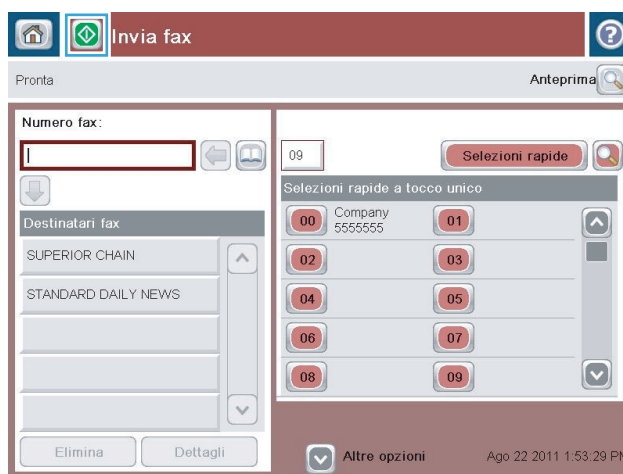 Invia fax
Pronta
Anteprima
Numero fax:
09
Selezioni rapide
Selezioni rapide a tocco unico
Destinatari fax
00 Company 5555555 01
SUPERIOR CHAIN
02 03
STANDARD DAILY NEWS
04 05
06 07
08 09
Elimina Dettagli
Altre opzioni
Ago 22 2011 1:53:29 PM